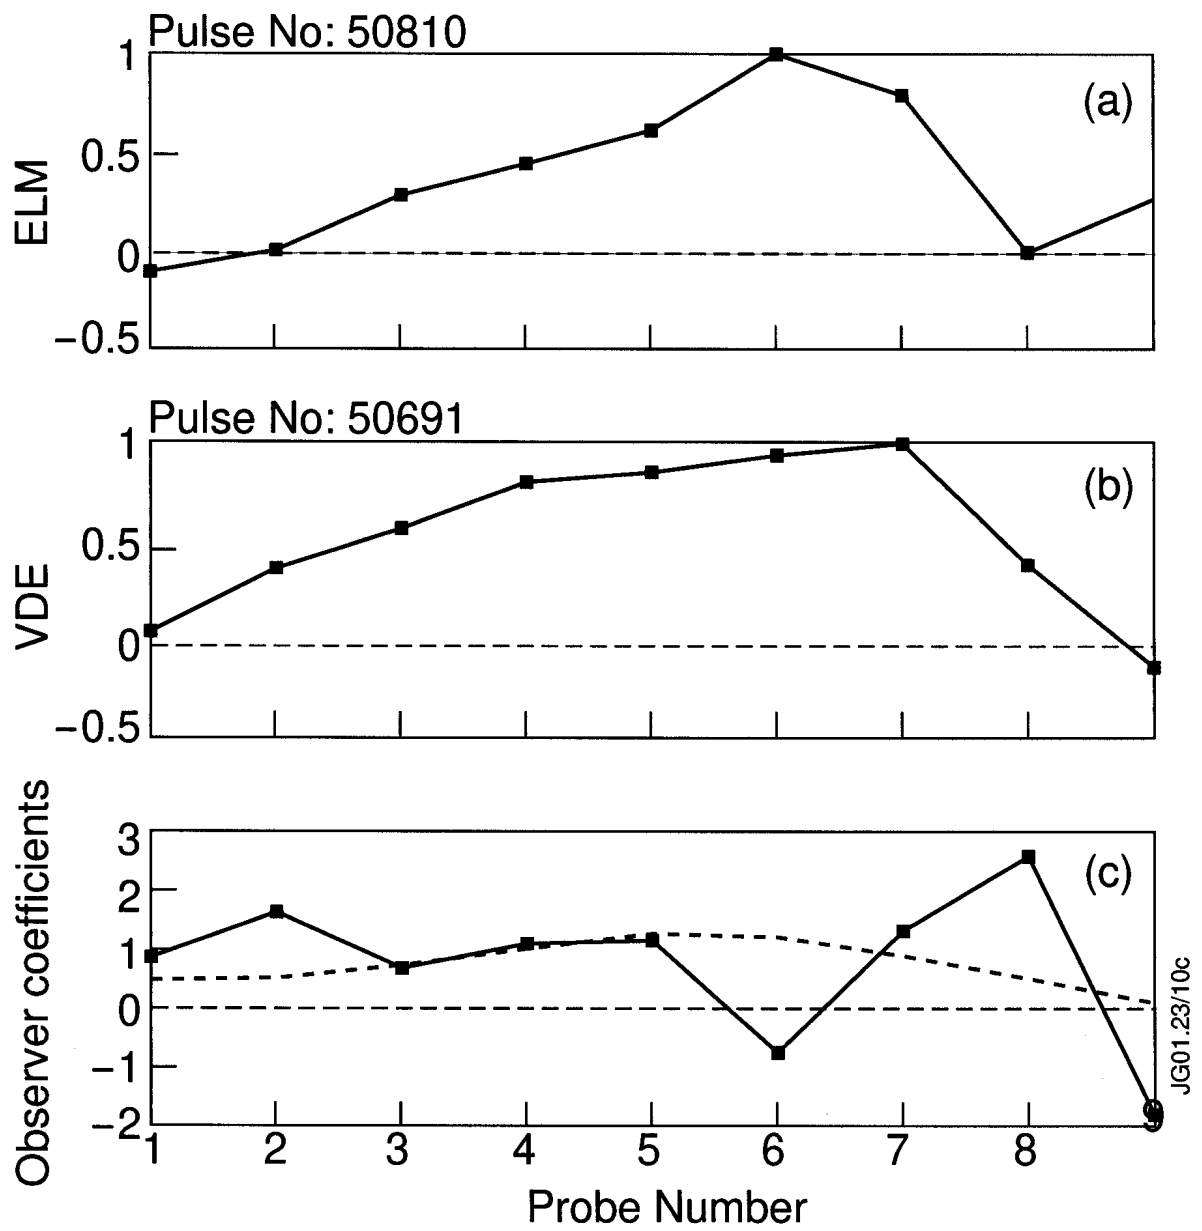 Pulse No: 50810
1
(a)
0.5
ELM
0
−0.5
Pulse No: 50691
1
(b)
0.5
VDE
0
−0.5
Observer coefficients
3
(c)
2
1
0
−1
−2
1 2 3 4 5 6 7 8 9
Probe Number
JG01.23/10c